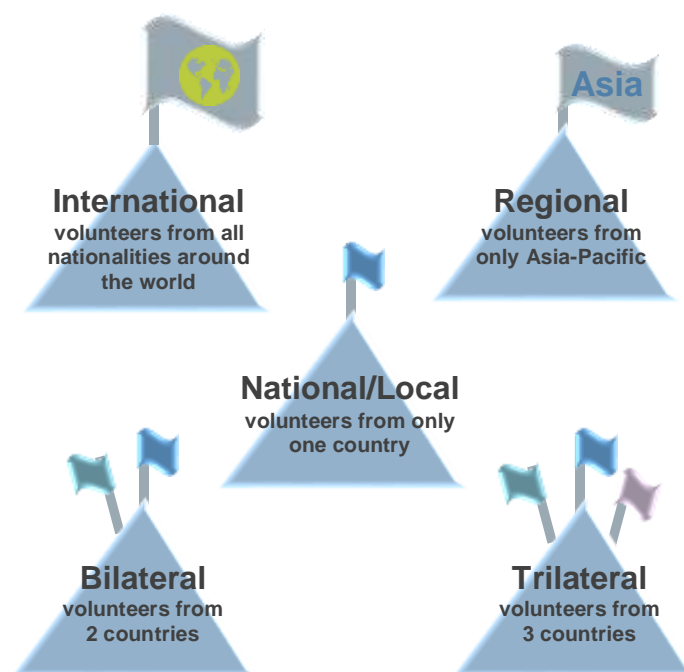 Asia
International
volunteers from all
nationalities around
the world
Regional
volunteers from
only Asia-Pacific
National/Local
volunteers from only
one country
Bilateral
volunteers from
2 countries
Trilateral
volunteers from
3 countries